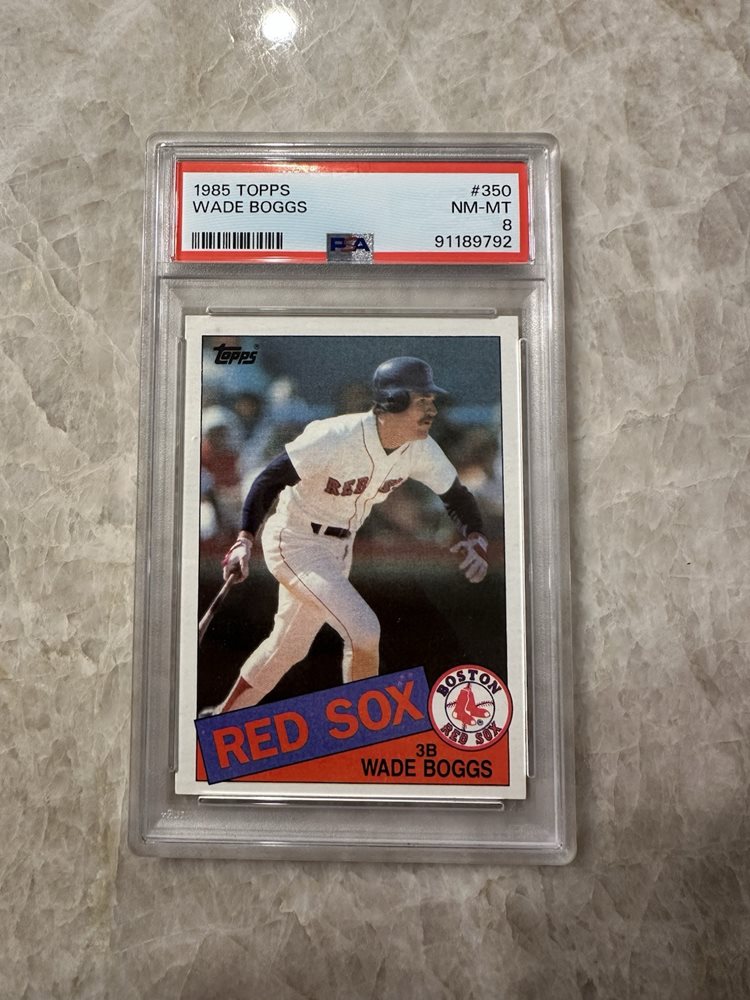 1985 TOPPS #350
WADE BOGGS NM-MT
8
PSA 91189792
Topps®
RED SOX
RED SOX
BOSTON
RED SOX
3B
WADE BOGGS